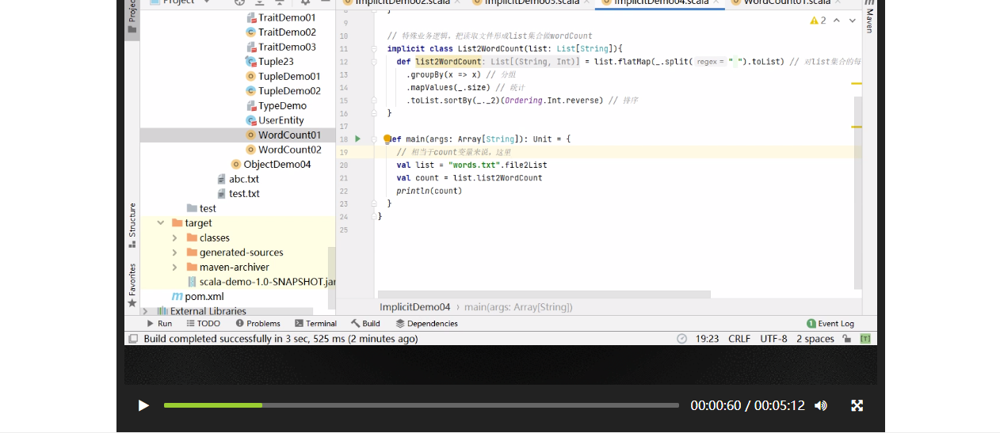 Project
ImplicitDemo02.scala
ImplicitDemo03.scala
ImplicitDemo04.scala
WordCount01.scala
Project
Maven
TraitDemo01
TraitDemo02
TraitDemo03
Tuple23
TupleDemo01
TupleDemo02
TypeDemo
UserEntity
WordCount01
WordCount02
ObjectDemo04
abc.txt
test.txt
test
target
classes
generated-sources
maven-archiver
scala-demo-1.0-SNAPSHOT.jar
pom.xml
External Libraries
Structure
Favorites
2
8 }
9
10 // 特殊业务逻辑，把读取文件形成list集合做wordCount
11 implicit class List2WordCount(list: List[String]){
12 def list2WordCount: List[(String, Int)] = list.flatMap(_.split( regex = " ").toList) // 对list集合的每
13 .groupBy(x => x) // 分组
14 .mapValues(_.size) // 统计
15 .toList.sortBy(_._2)(Ordering.Int.reverse) // 排序
16 }
17
18 def main(args: Array[String]): Unit = {
19 // 相当于count变量来说，这里
20 val list = "words.txt".file2List
21 val count = list.list2WordCount
22 println(count)
23 }
24 }
25
ImplicitDemo04 › main(args: Array[String])
Run TODO Problems Terminal Build Dependencies 1 Event Log
Build completed successfully in 3 sec, 525 ms (2 minutes ago) 19:23 CRLF UTF-8 2 spaces [T]
00:00:60 / 00:05:12